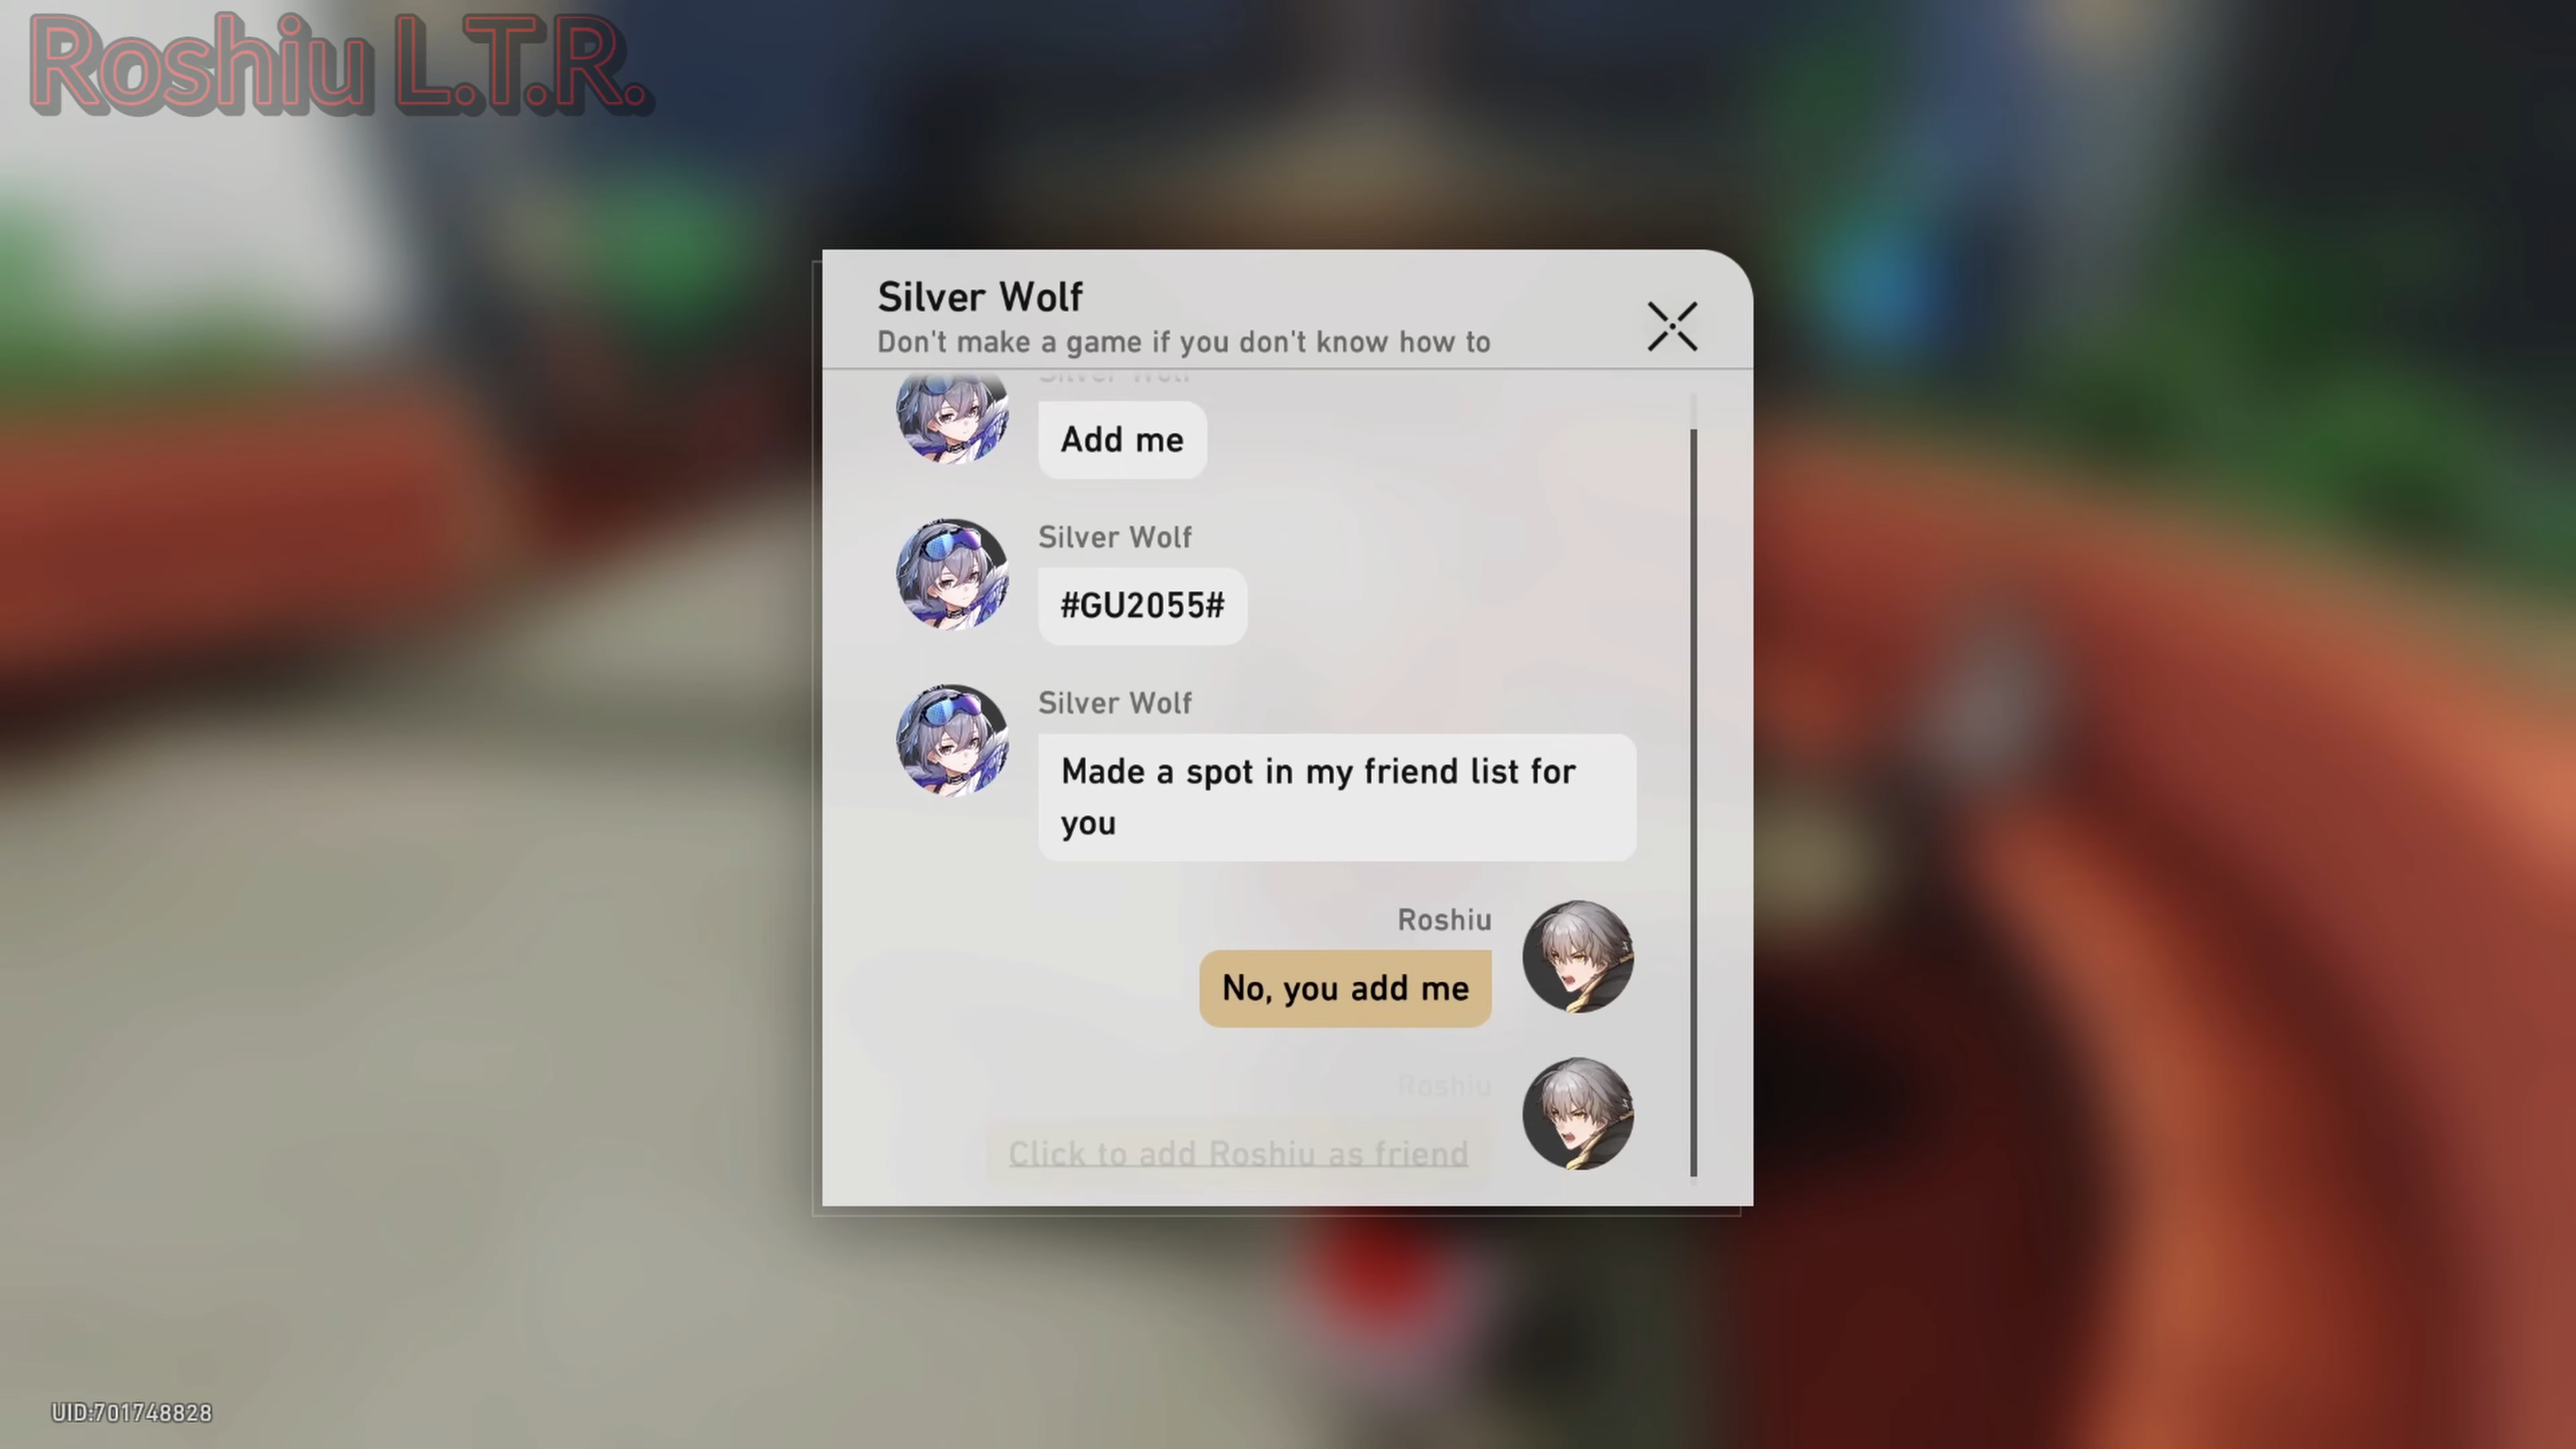 Roshiu L.T.R.
Silver Wolf
Don't make a game if you don't know how to
Silver Wolf
Add me
Silver Wolf
#GU2055#
Silver Wolf
Made a spot in my friend list for
you
Roshiu
No, you add me
Roshiu
Click to add Roshiu as friend
UID:701748828